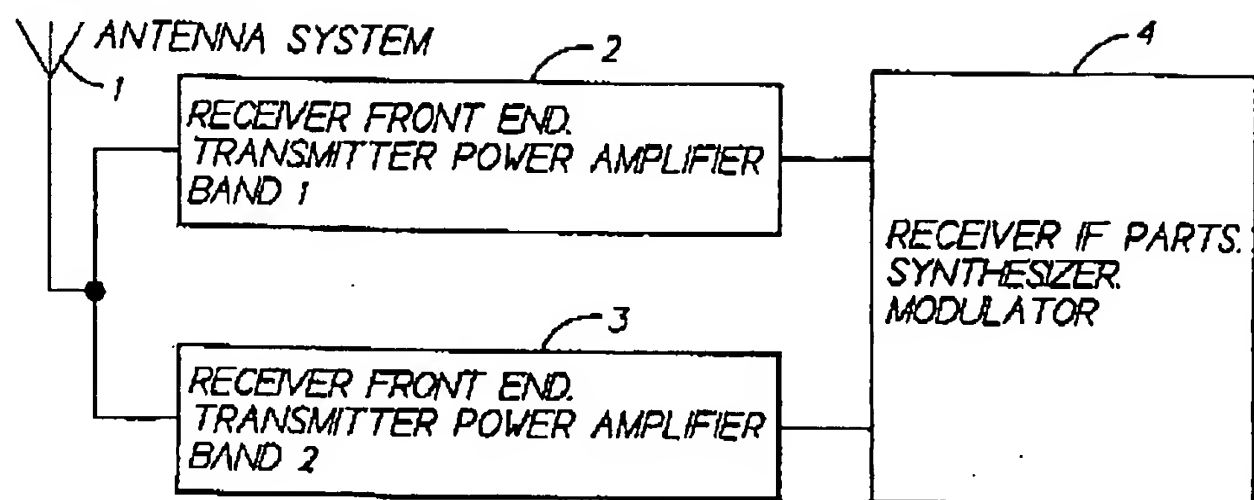 ANTENNA SYSTEM
1
2
RECEIVER FRONT END.
TRANSMITTER POWER AMPLIFIER
BAND 1
3
RECEIVER FRONT END.
TRANSMITTER POWER AMPLIFIER
BAND 2
4
RECEIVER IF PARTS.
SYNTHESIZER.
MODULATOR